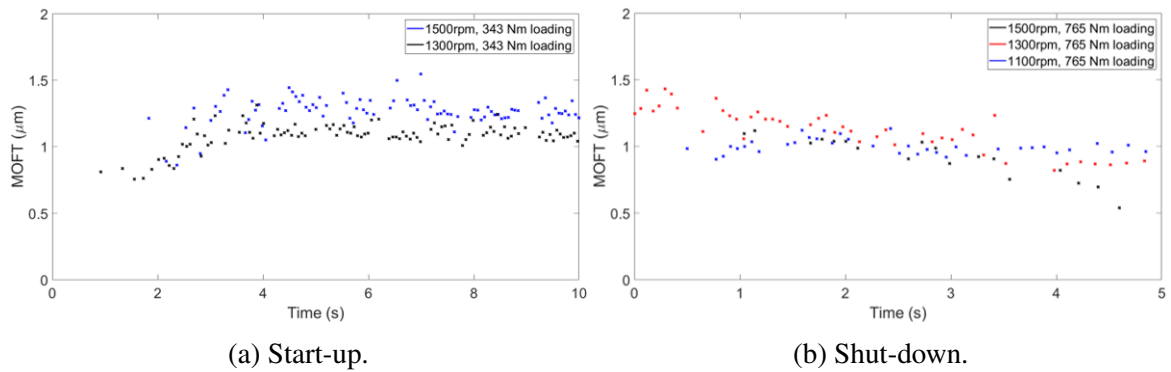 2
1.5
1
0.5
0
MOFT (μm)
1500rpm, 343 Nm loading
1300rpm, 343 Nm loading
0 2 4 6 8 10
Time (s)
(a) Start-up.
2
1.5
1
0.5
0
MOFT (μm)
1500rpm, 765 Nm loading
1300rpm, 765 Nm loading
1100rpm, 765 Nm loading
0 1 2 3 4 5
Time (s)
(b) Shut-down.